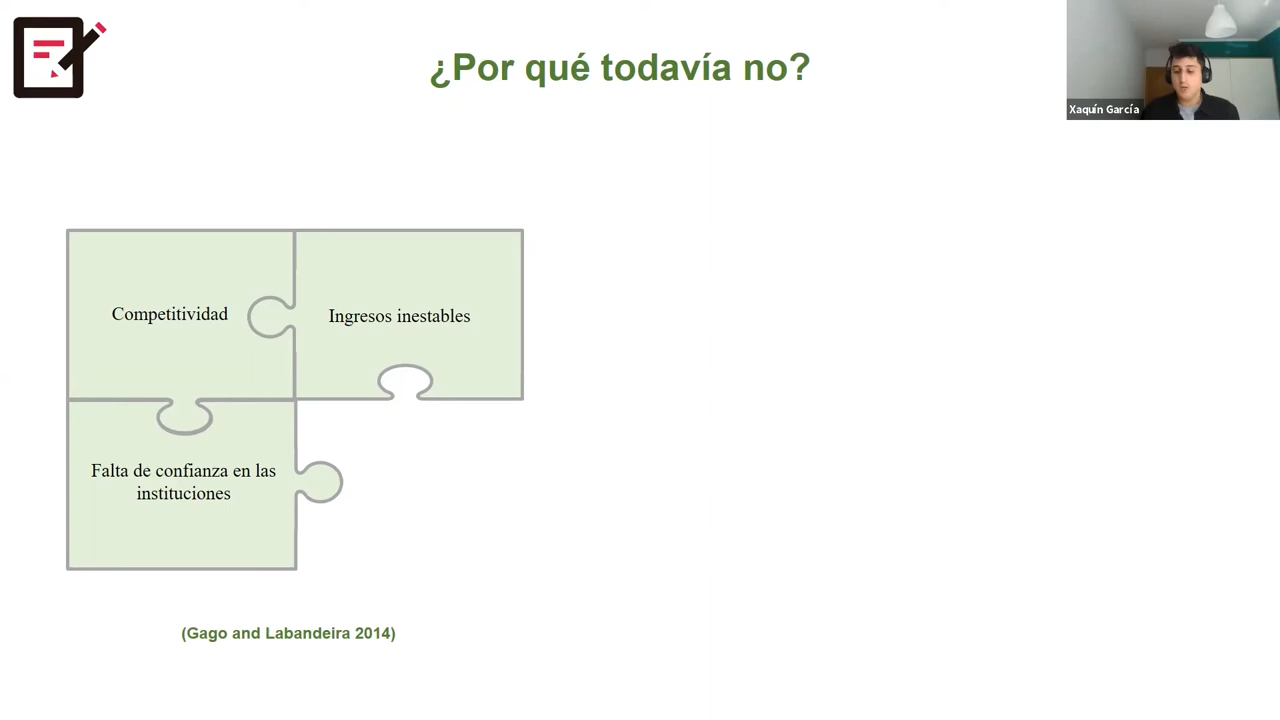 ¿Por qué todavía no?
Xaquín García
Competitividad
Ingresos inestables
Falta de confianza en las
instituciones
(Gago and Labandeira 2014)